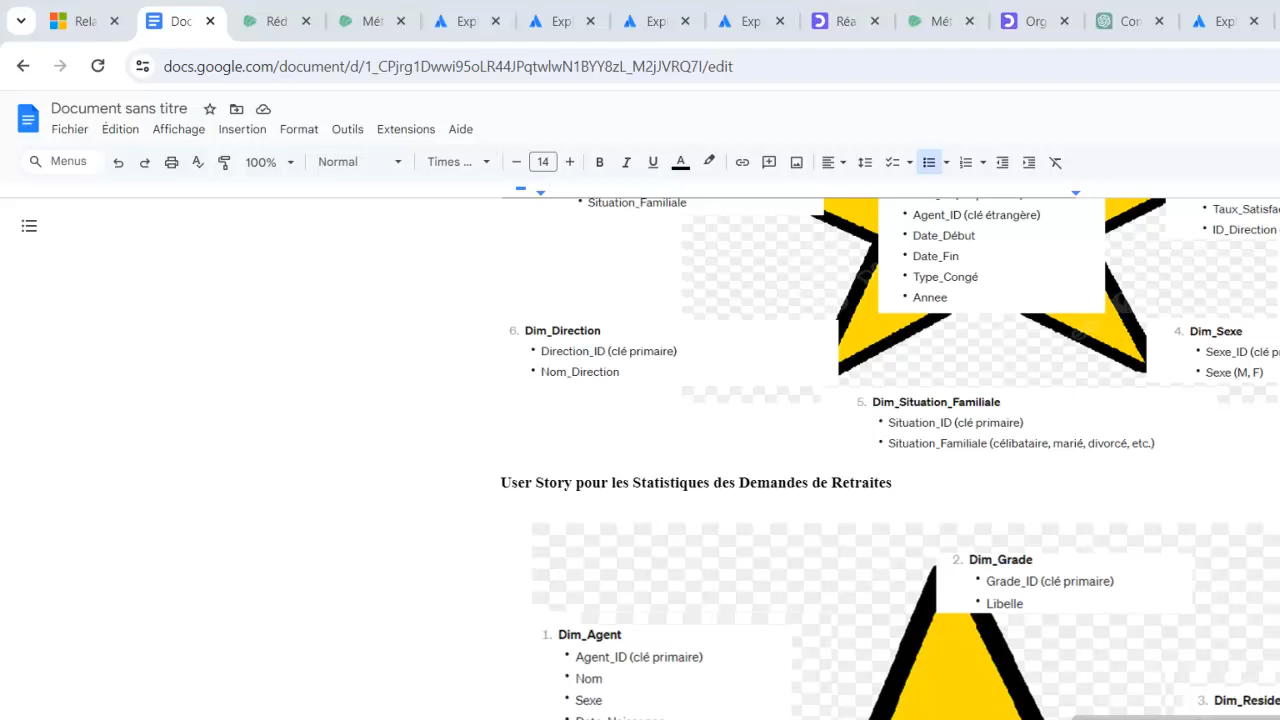 Rela
Doc
Réd
Mét
Exp
Exp
Exp
Exp
Réa
Mét
Org
Con
Exp
docs.google.com/document/d/1_CPjrg1Dwwi95oLR44JPqtwlwN1BYY8zL_M2jJVRQ7I/edit
Document sans titre
Fichier Édition Affichage Insertion Format Outils Extensions Aide
Menus 100% Normal Times ... 14
Situation_Familiale
Agent_ID (clé étrangère)
Date_Début
Date_Fin
Type_Congé
Annee
Taux_Satisfa
ID_Direction
6. Dim_Direction
Direction_ID (clé primaire)
Nom_Direction
4. Dim_Sexe
Sexe_ID (clé p
Sexe (M, F)
5. Dim_Situation_Familiale
Situation_ID (clé primaire)
Situation_Familiale (célibataire, marié, divorcé, etc.)
User Story pour les Statistiques des Demandes de Retraites
2. Dim_Grade
Grade_ID (clé primaire)
Libelle
1. Dim_Agent
Agent_ID (clé primaire)
Nom
Sexe
3. Dim_Reside